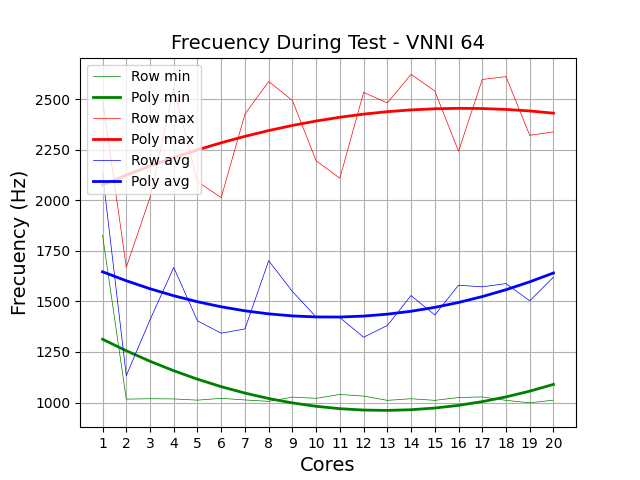 Frecuency During Test - VNNI 64
Row min
Poly min
Row max
Poly max
Row avg
Poly avg
Frecuency (Hz)
2500
2250
2000
1750
1500
1250
1000
1 2 3 4 5 6 7 8 9 10 11 12 13 14 15 16 17 18 19 20
Cores